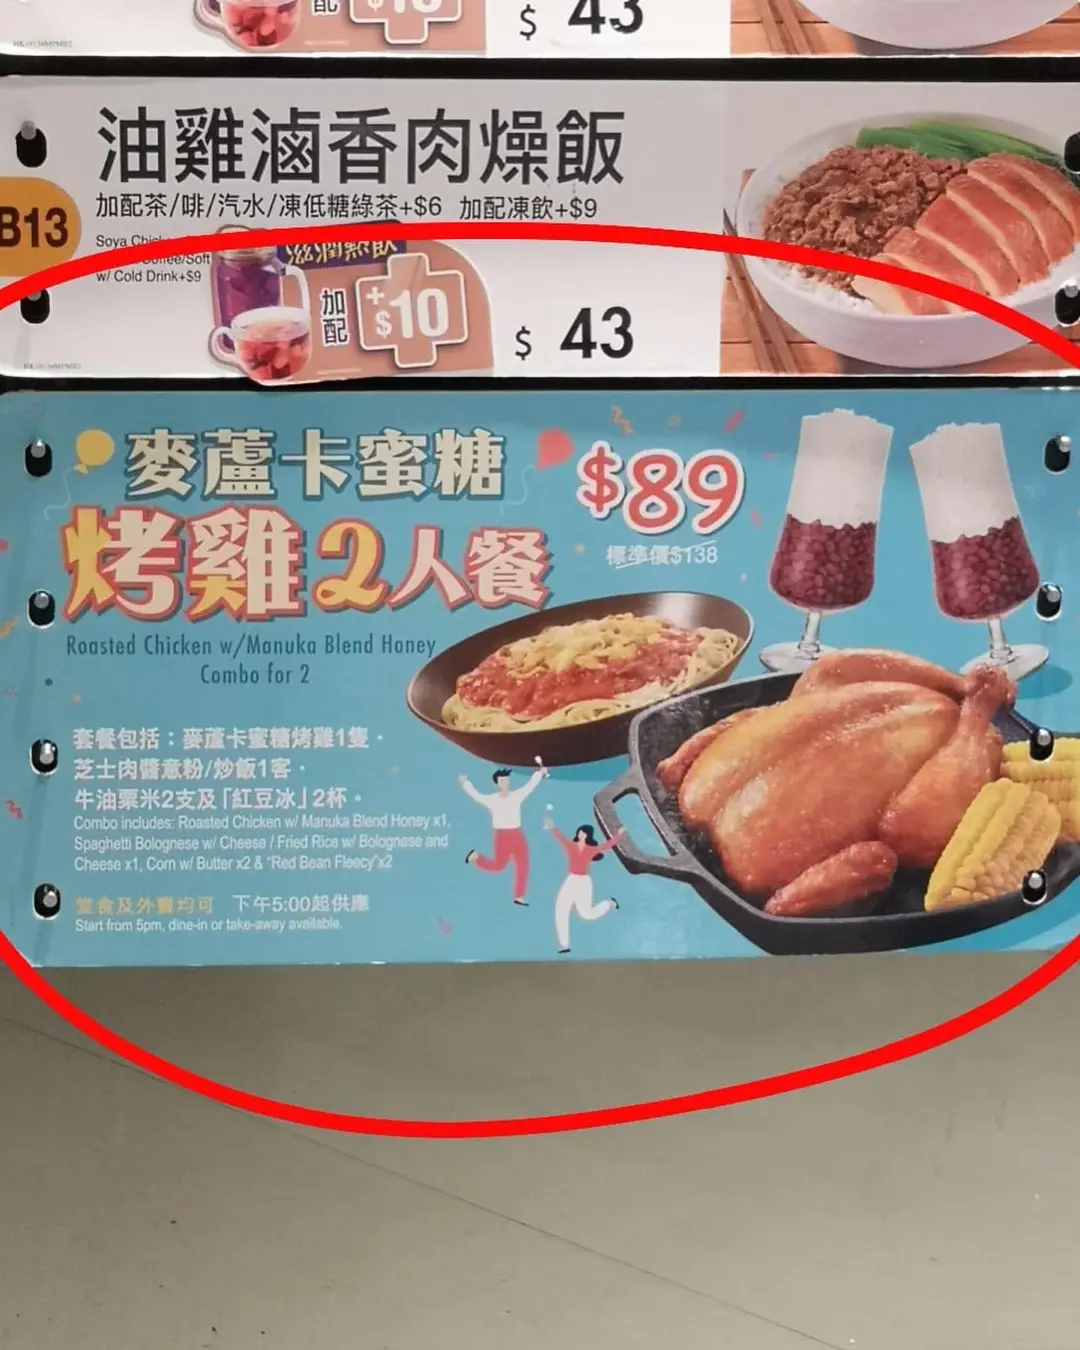 配
$10
$ 43
油雞滷香肉燥飯
加配茶/啡/汽水/凍低糖綠茶+$6 加配凍飲+$9
B13
Soya Chick
Coffee/Soft
w/ Cold Drink+$9
滋潤熱飲
加配
+$10
$ 43
麥蘆卡蜜糖
$89
標準價$138
烤雞2人餐
Roasted Chicken w/Manuka Blend Honey
Combo for 2
套餐包括：麥蘆卡蜜糖烤雞1隻，
芝士肉醬意粉/炒飯1客，
牛油粟米2支及「紅豆冰」2杯。
Combo includes: Roasted Chicken w/ Manuka Blend Honey x1,
Spaghetti Bolognese w/ Cheese / Fried Rice w/ Bolognese and
Cheese x1, Corn w/ Butter x2 & "Red Bean Fleecy"x2
堂食及外賣均可 下午5:00起供應
Start from 5pm, dine-in or take-away available.